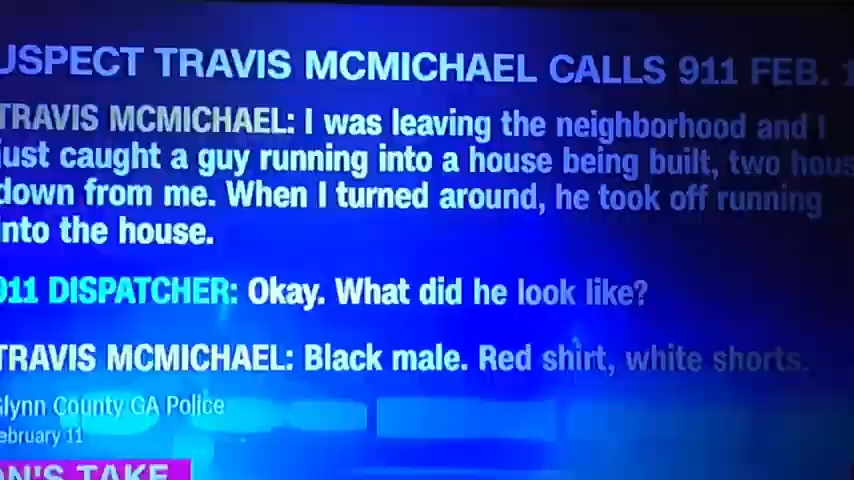 USPECT TRAVIS MCMICHAEL CALLS 911 FEB. 1
TRAVIS MCMICHAEL: I was leaving the neighborhood and I
just caught a guy running into a house being built, two hous
down from me. When I turned around, he took off running
into the house.
911 DISPATCHER: Okay. What did he look like?
TRAVIS MCMICHAEL: Black male. Red shirt, white shorts.
Glynn County GA Police
ebruary 11
ON'S TAKE